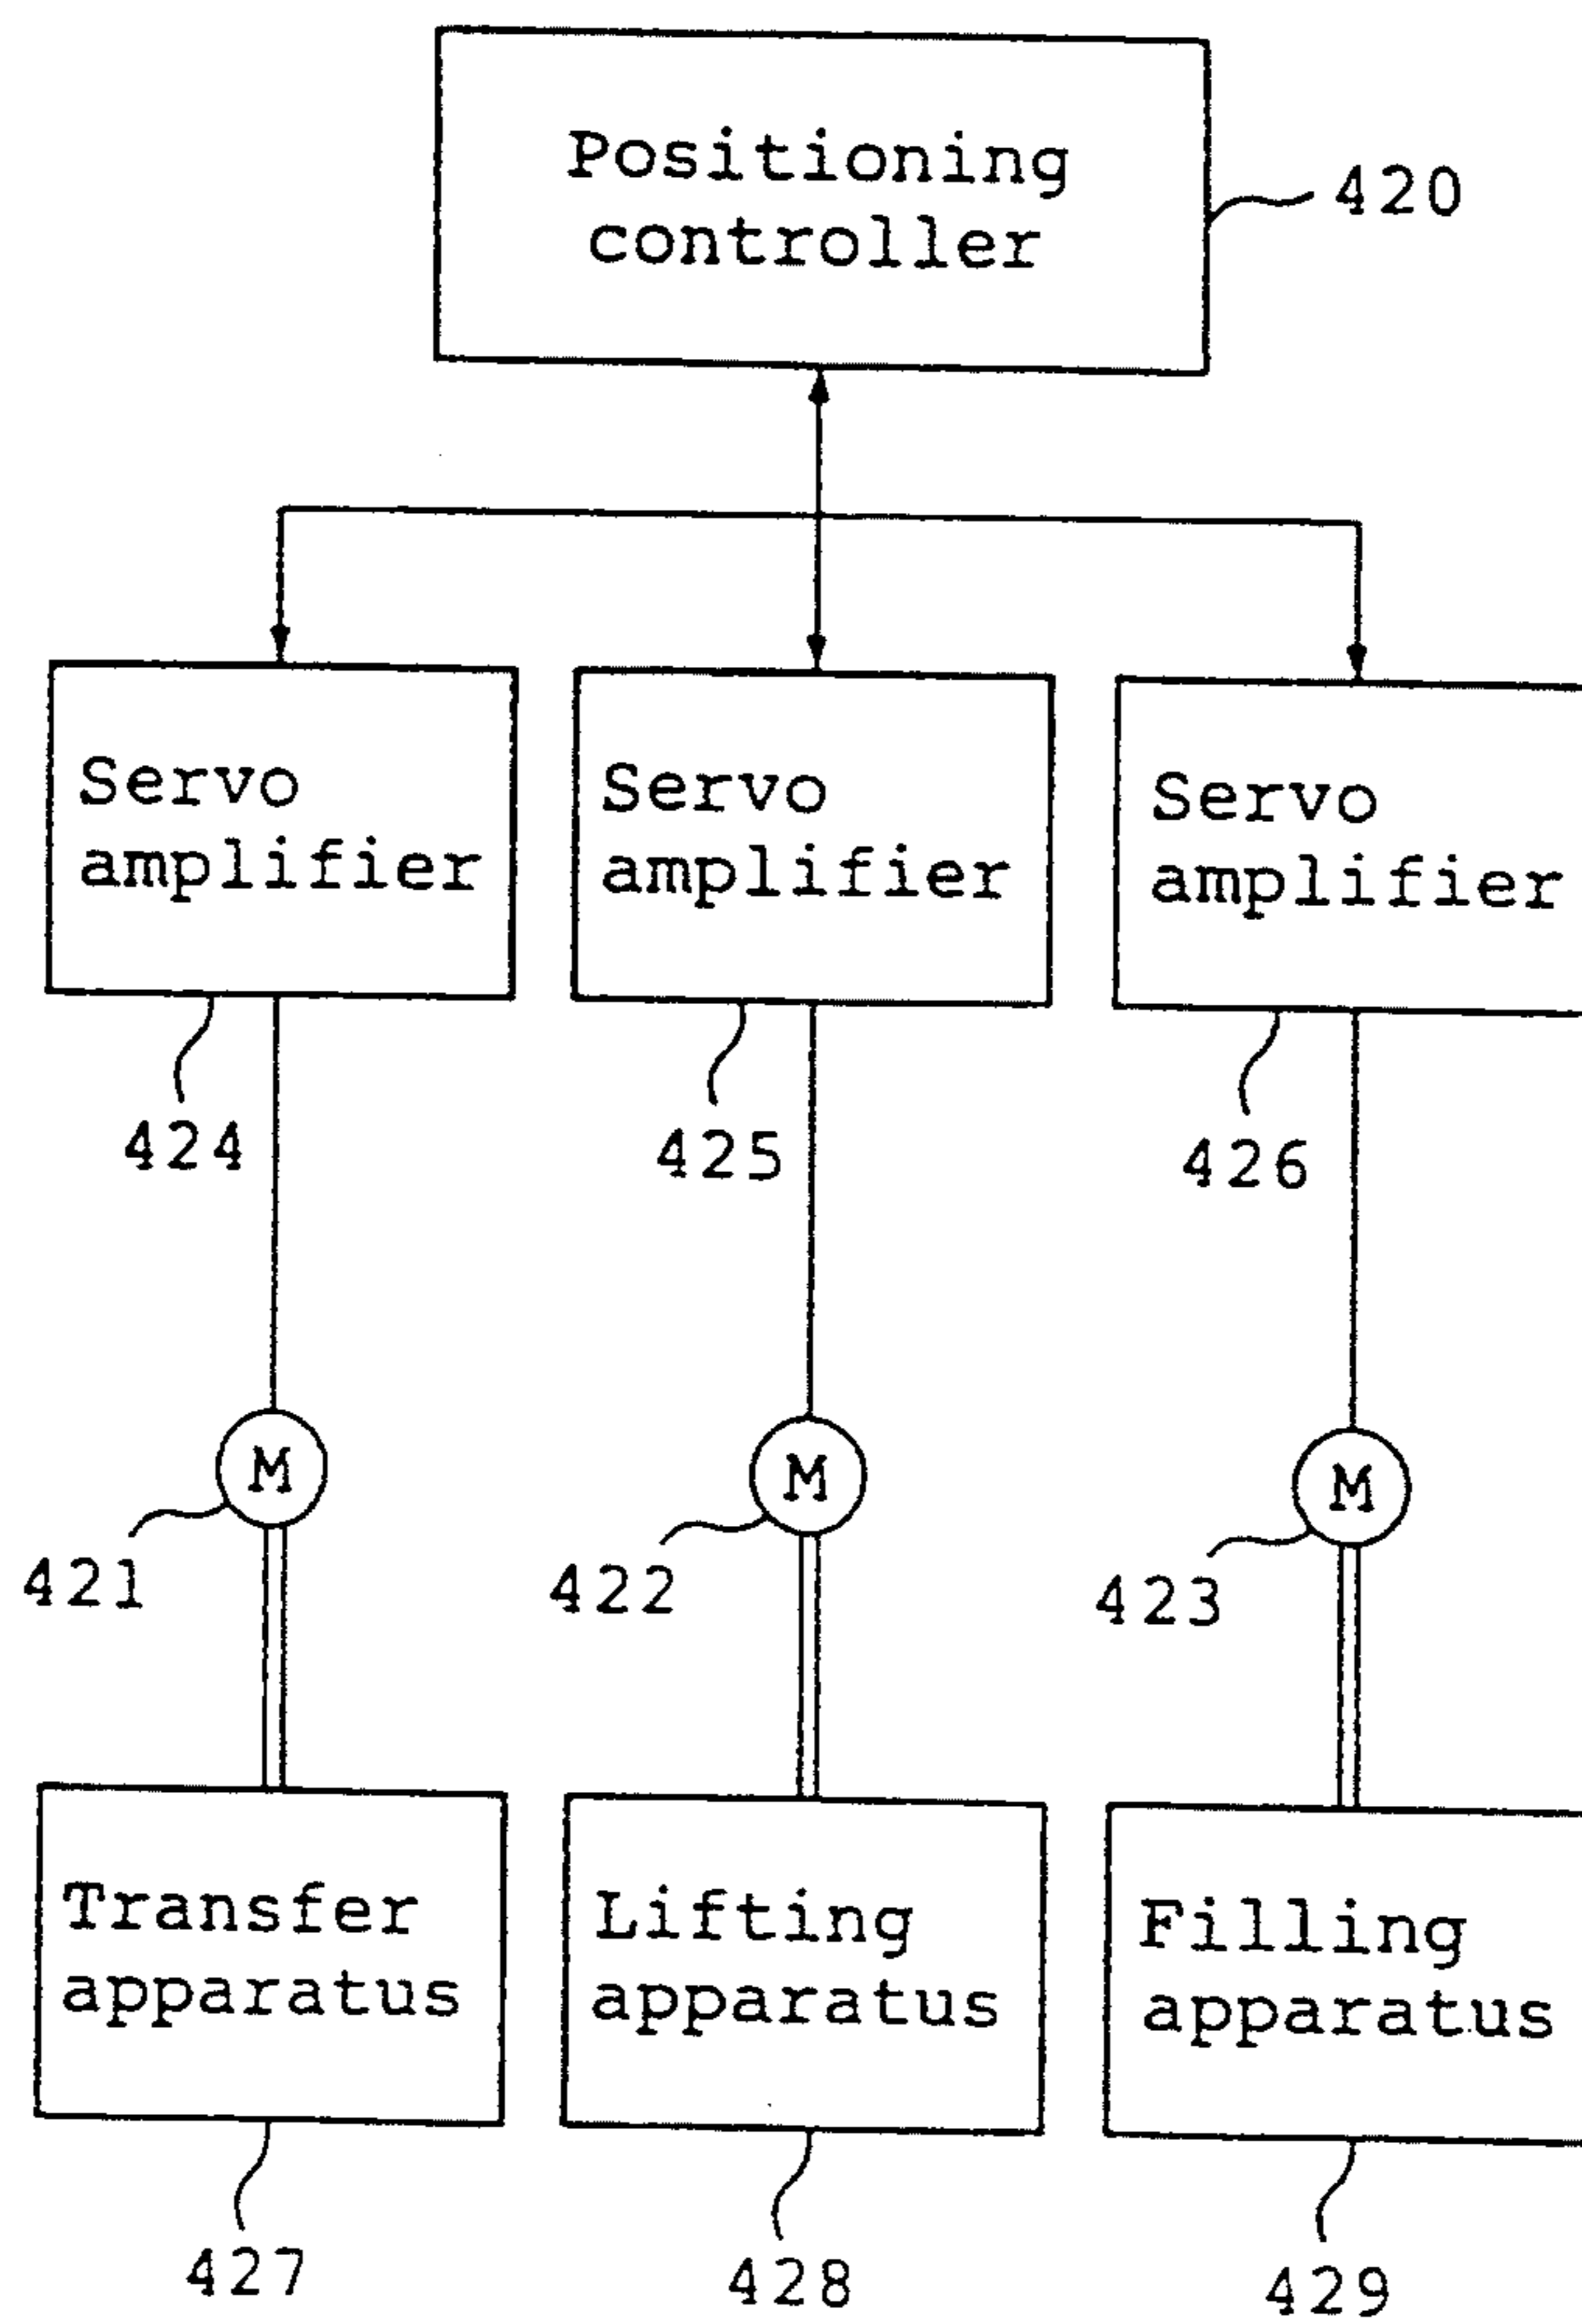 Positioning
controller
420
Servo
amplifier
Servo
amplifier
Servo
amplifier
424
425
426
M
M
M
421
422
423
Transfer
apparatus
Lifting
apparatus
Filling
apparatus
427
428
429